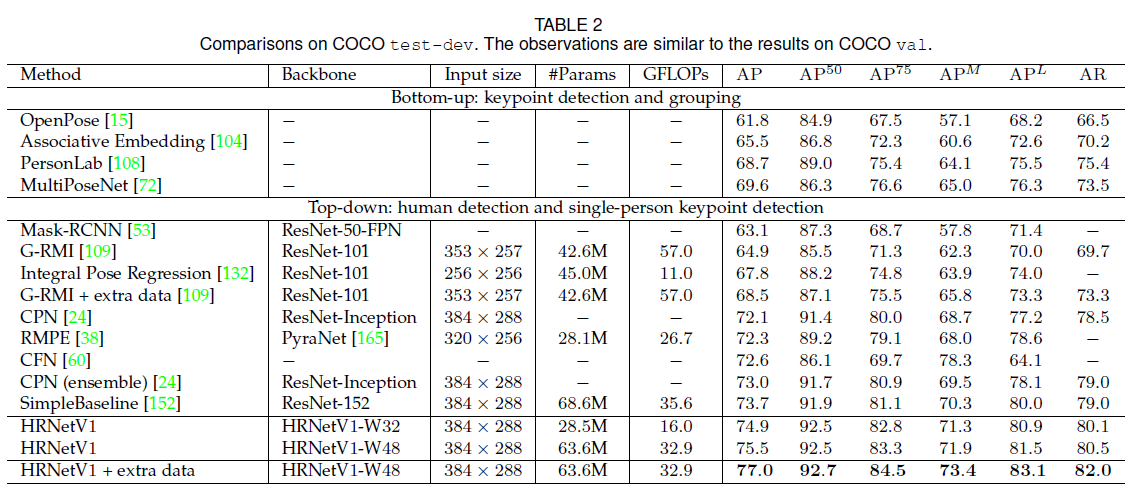 TABLE 2
Comparisons on COCO test-dev. The observations are similar to the results on COCO val.
Method Backbone Input size #Params GFLOPs AP AP^50 AP^75 AP^M AP^L AR
Bottom-up: keypoint detection and grouping
OpenPose [15] – – – – 61.8 84.9 67.5 57.1 68.2 66.5
Associative Embedding [104] – – – – 65.5 86.8 72.3 60.6 72.6 70.2
PersonLab [108] – – – – 68.7 89.0 75.4 64.1 75.5 75.4
MultiPoseNet [72] – – – – 69.6 86.3 76.6 65.0 76.3 73.5
Top-down: human detection and single-person keypoint detection
Mask-RCNN [53] ResNet-50-FPN – – – 63.1 87.3 68.7 57.8 71.4 –
G-RMI [109] ResNet-101 353 × 257 42.6M 57.0 64.9 85.5 71.3 62.3 70.0 69.7
Integral Pose Regression [132] ResNet-101 256 × 256 45.0M 11.0 67.8 88.2 74.8 63.9 74.0 –
G-RMI + extra data [109] ResNet-101 353 × 257 42.6M 57.0 68.5 87.1 75.5 65.8 73.3 73.3
CPN [24] ResNet-Inception 384 × 288 – – 72.1 91.4 80.0 68.7 77.2 78.5
RMPE [38] PyraNet [165] 320 × 256 28.1M 26.7 72.3 89.2 79.1 68.0 78.6 –
CFN [60] – – – – 72.6 86.1 69.7 78.3 64.1 –
CPN (ensemble) [24] ResNet-Inception 384 × 288 – – 73.0 91.7 80.9 69.5 78.1 79.0
SimpleBaseline [152] ResNet-152 384 × 288 68.6M 35.6 73.7 91.9 81.1 70.3 80.0 79.0
HRNetV1 HRNetV1-W32 384 × 288 28.5M 16.0 74.9 92.5 82.8 71.3 80.9 80.1
HRNetV1 HRNetV1-W48 384 × 288 63.6M 32.9 75.5 92.5 83.3 71.9 81.5 80.5
HRNetV1 + extra data HRNetV1-W48 384 × 288 63.6M 32.9 77.0 92.7 84.5 73.4 83.1 82.0